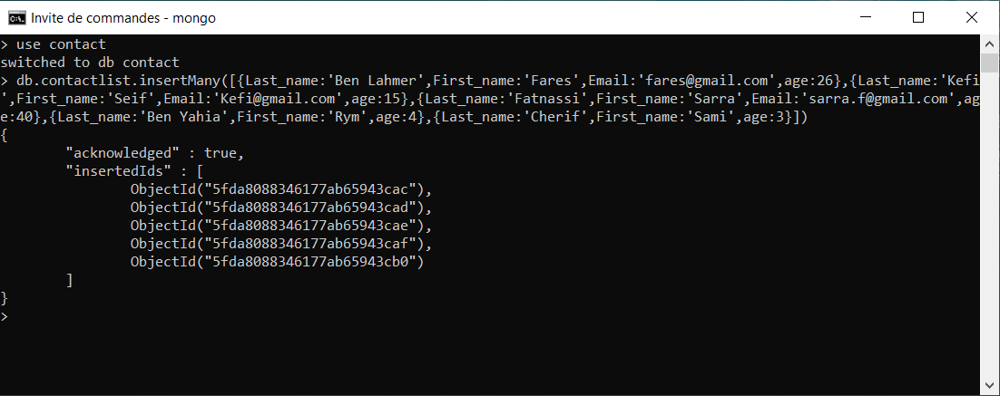 Invite de commandes - mongo
> use contact
switched to db contact
> db.contactlist.insertMany([{Last_name:'Ben Lahmer',First_name:'Fares',Email:'fares@gmail.com',age:26},{Last_name:'Kefi
',First_name:'Seif',Email:'Kefi@gmail.com',age:15},{Last_name:'Fatnassi',First_name:'Sarra',Email:'sarra.f@gmail.com',ag
e:40},{Last_name:'Ben Yahia',First_name:'Rym',age:4},{Last_name:'Cherif',First_name:'Sami',age:3}])
{
        "acknowledged" : true,
        "insertedIds" : [
                ObjectId("5fda8088346177ab65943cac"),
                ObjectId("5fda8088346177ab65943cad"),
                ObjectId("5fda8088346177ab65943cae"),
                ObjectId("5fda8088346177ab65943caf"),
                ObjectId("5fda8088346177ab65943cb0")
        ]
}
>